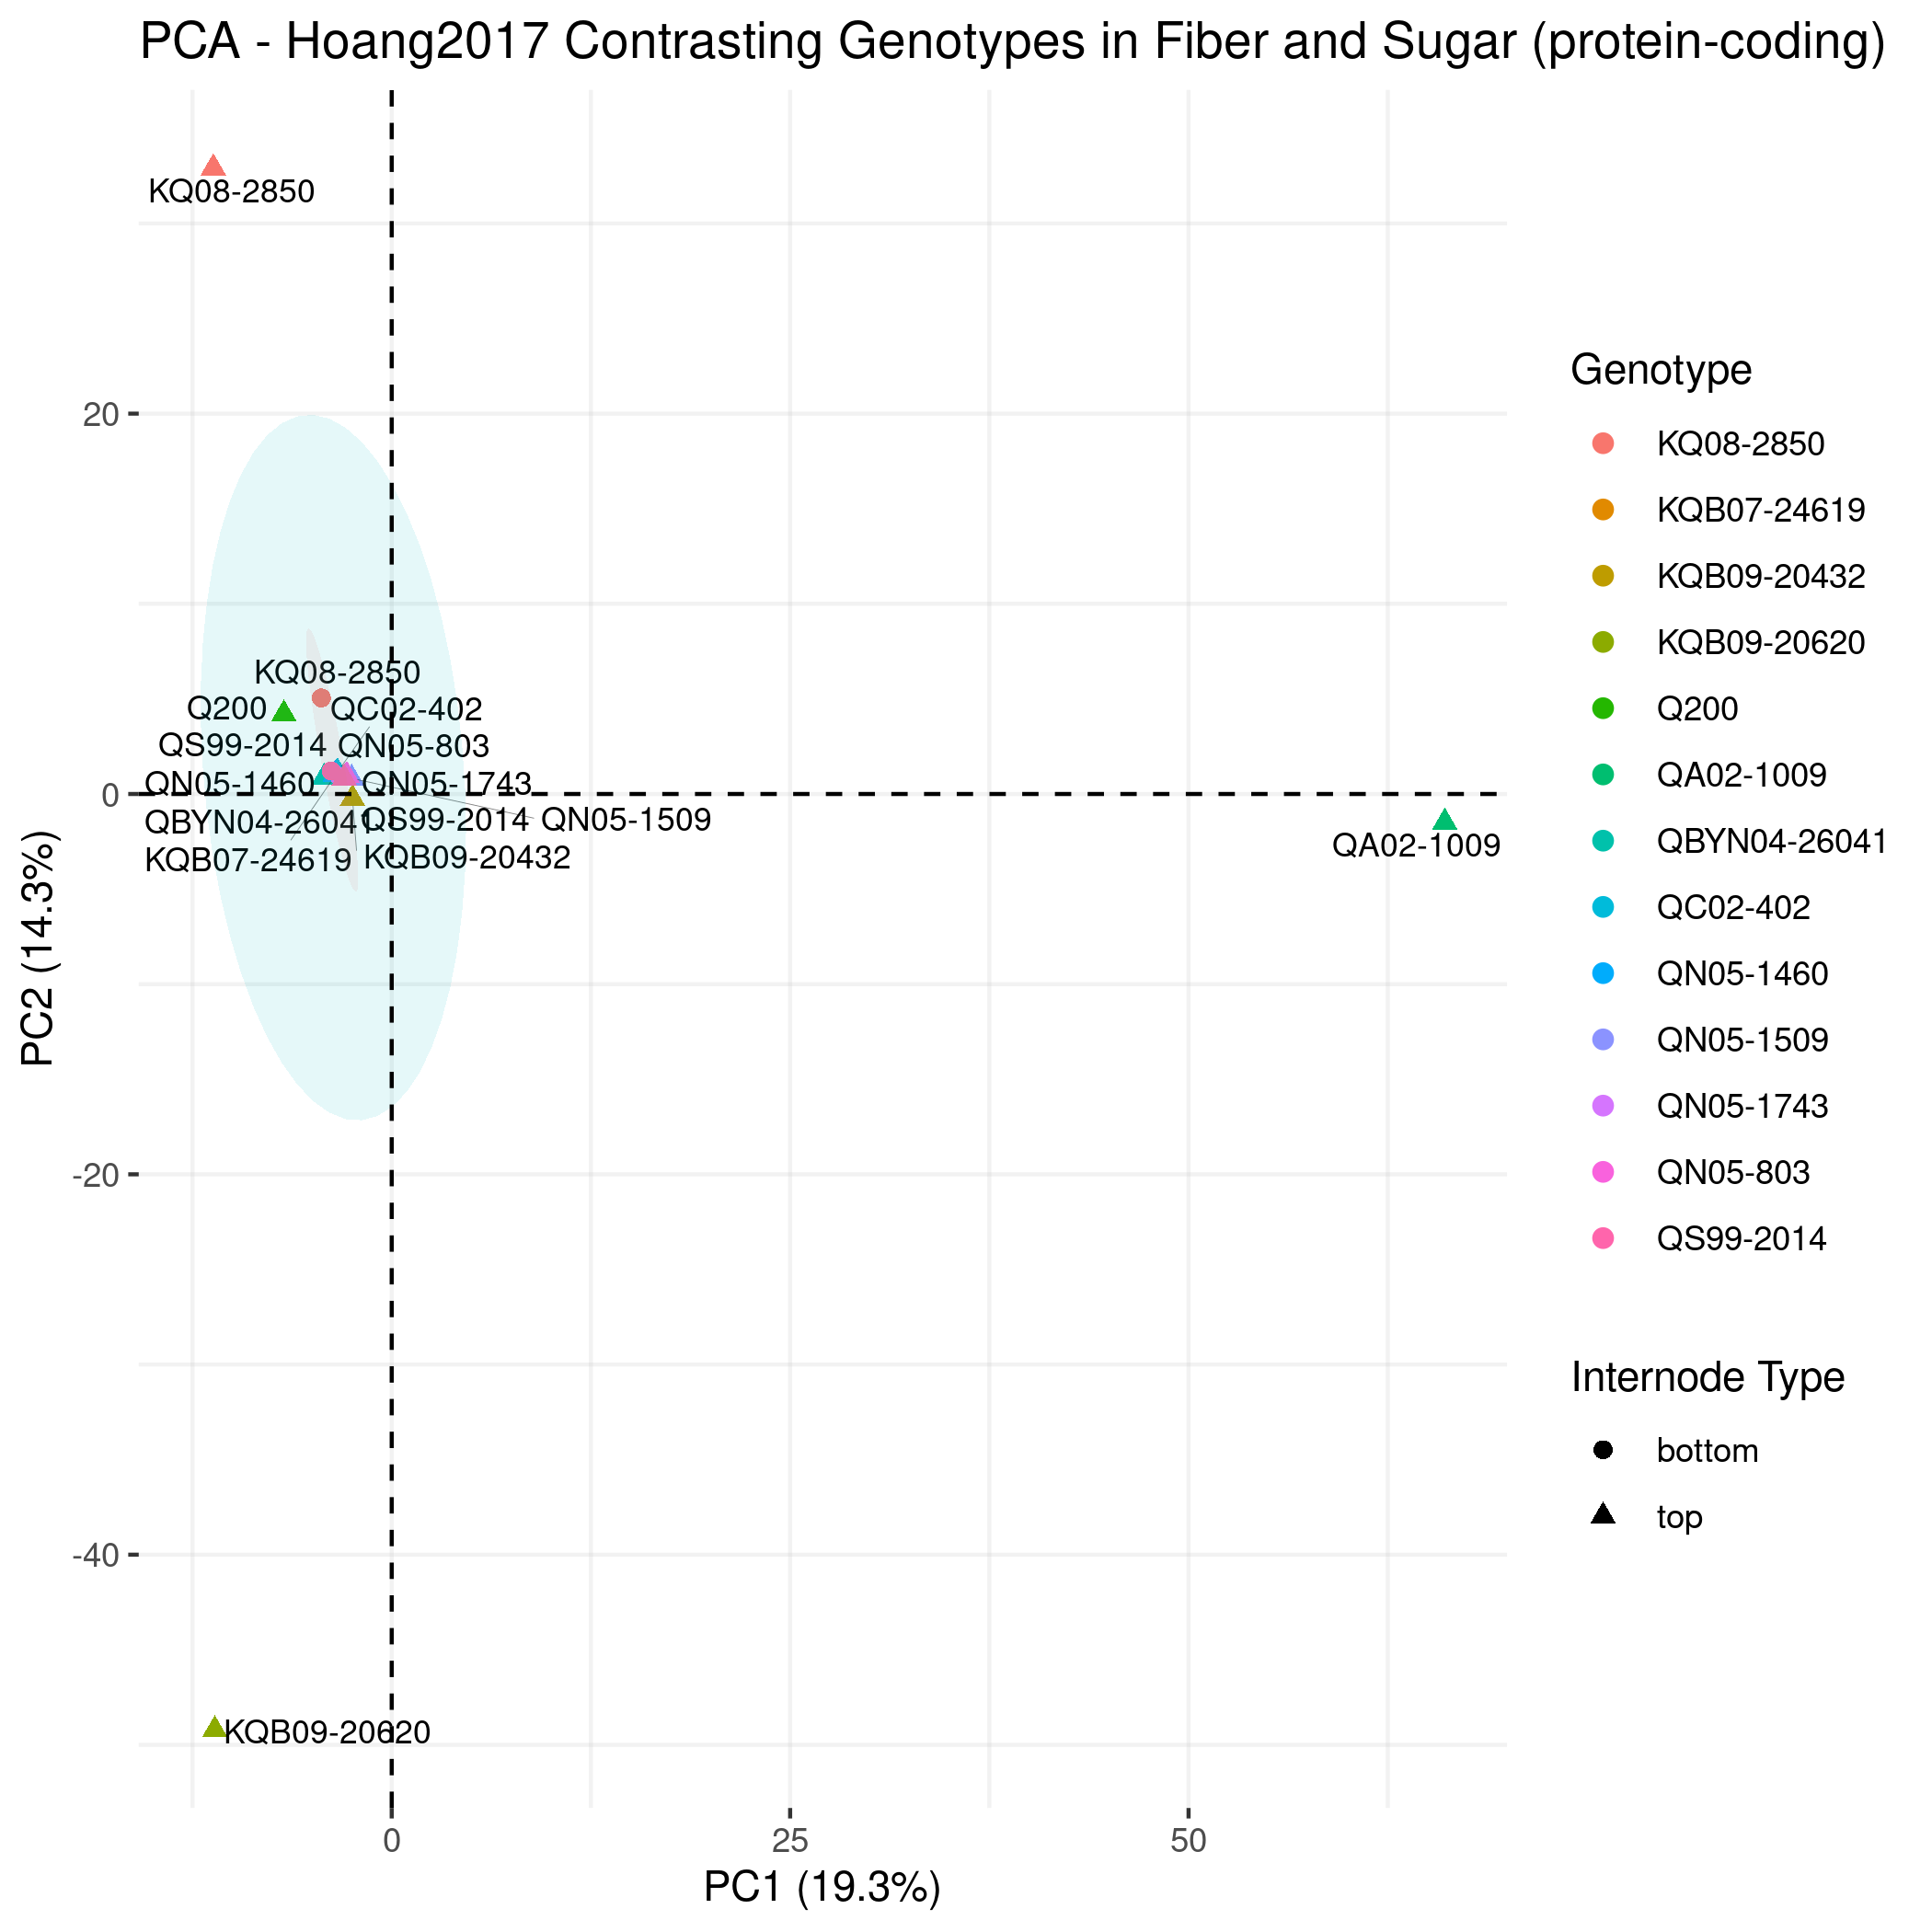 PCA - Hoang2017 Contrasting Genotypes in Fiber and Sugar (protein-coding)
KQ08-2850
20
KQ08-2850
Q200
QC02-402
QS99-2014
QN05-803
QN05-1460
QN05-1743
0
QBYN04-26041
QS99-2014
QN05-1509
KQB07-24619
KQB09-20432
QA02-1009
-20
-40
KQB09-20620
0
25
50
PC1 (19.3%)
PC2 (14.3%)
Genotype
KQ08-2850
KQB07-24619
KQB09-20432
KQB09-20620
Q200
QA02-1009
QBYN04-26041
QC02-402
QN05-1460
QN05-1509
QN05-1743
QN05-803
QS99-2014
Internode Type
bottom
top